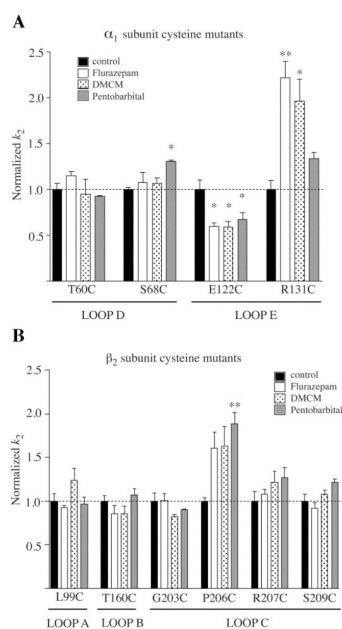 A
α1 subunit cysteine mutants
control
Flurazepam
DMCM
Pentobarbital
Normalized k2
2.5
2.0
1.5
1.0
0.5
**
*
*
* * *
T60C S68C E122C R131C
LOOP D LOOP E
B
β2 subunit cysteine mutants
control
Flurazepam
DMCM
Pentobarbital
Normalized k2
2.5
2.0
1.5
1.0
0.5
**
L99C T160C G203C P206C R207C S209C
LOOP A LOOP B LOOP C